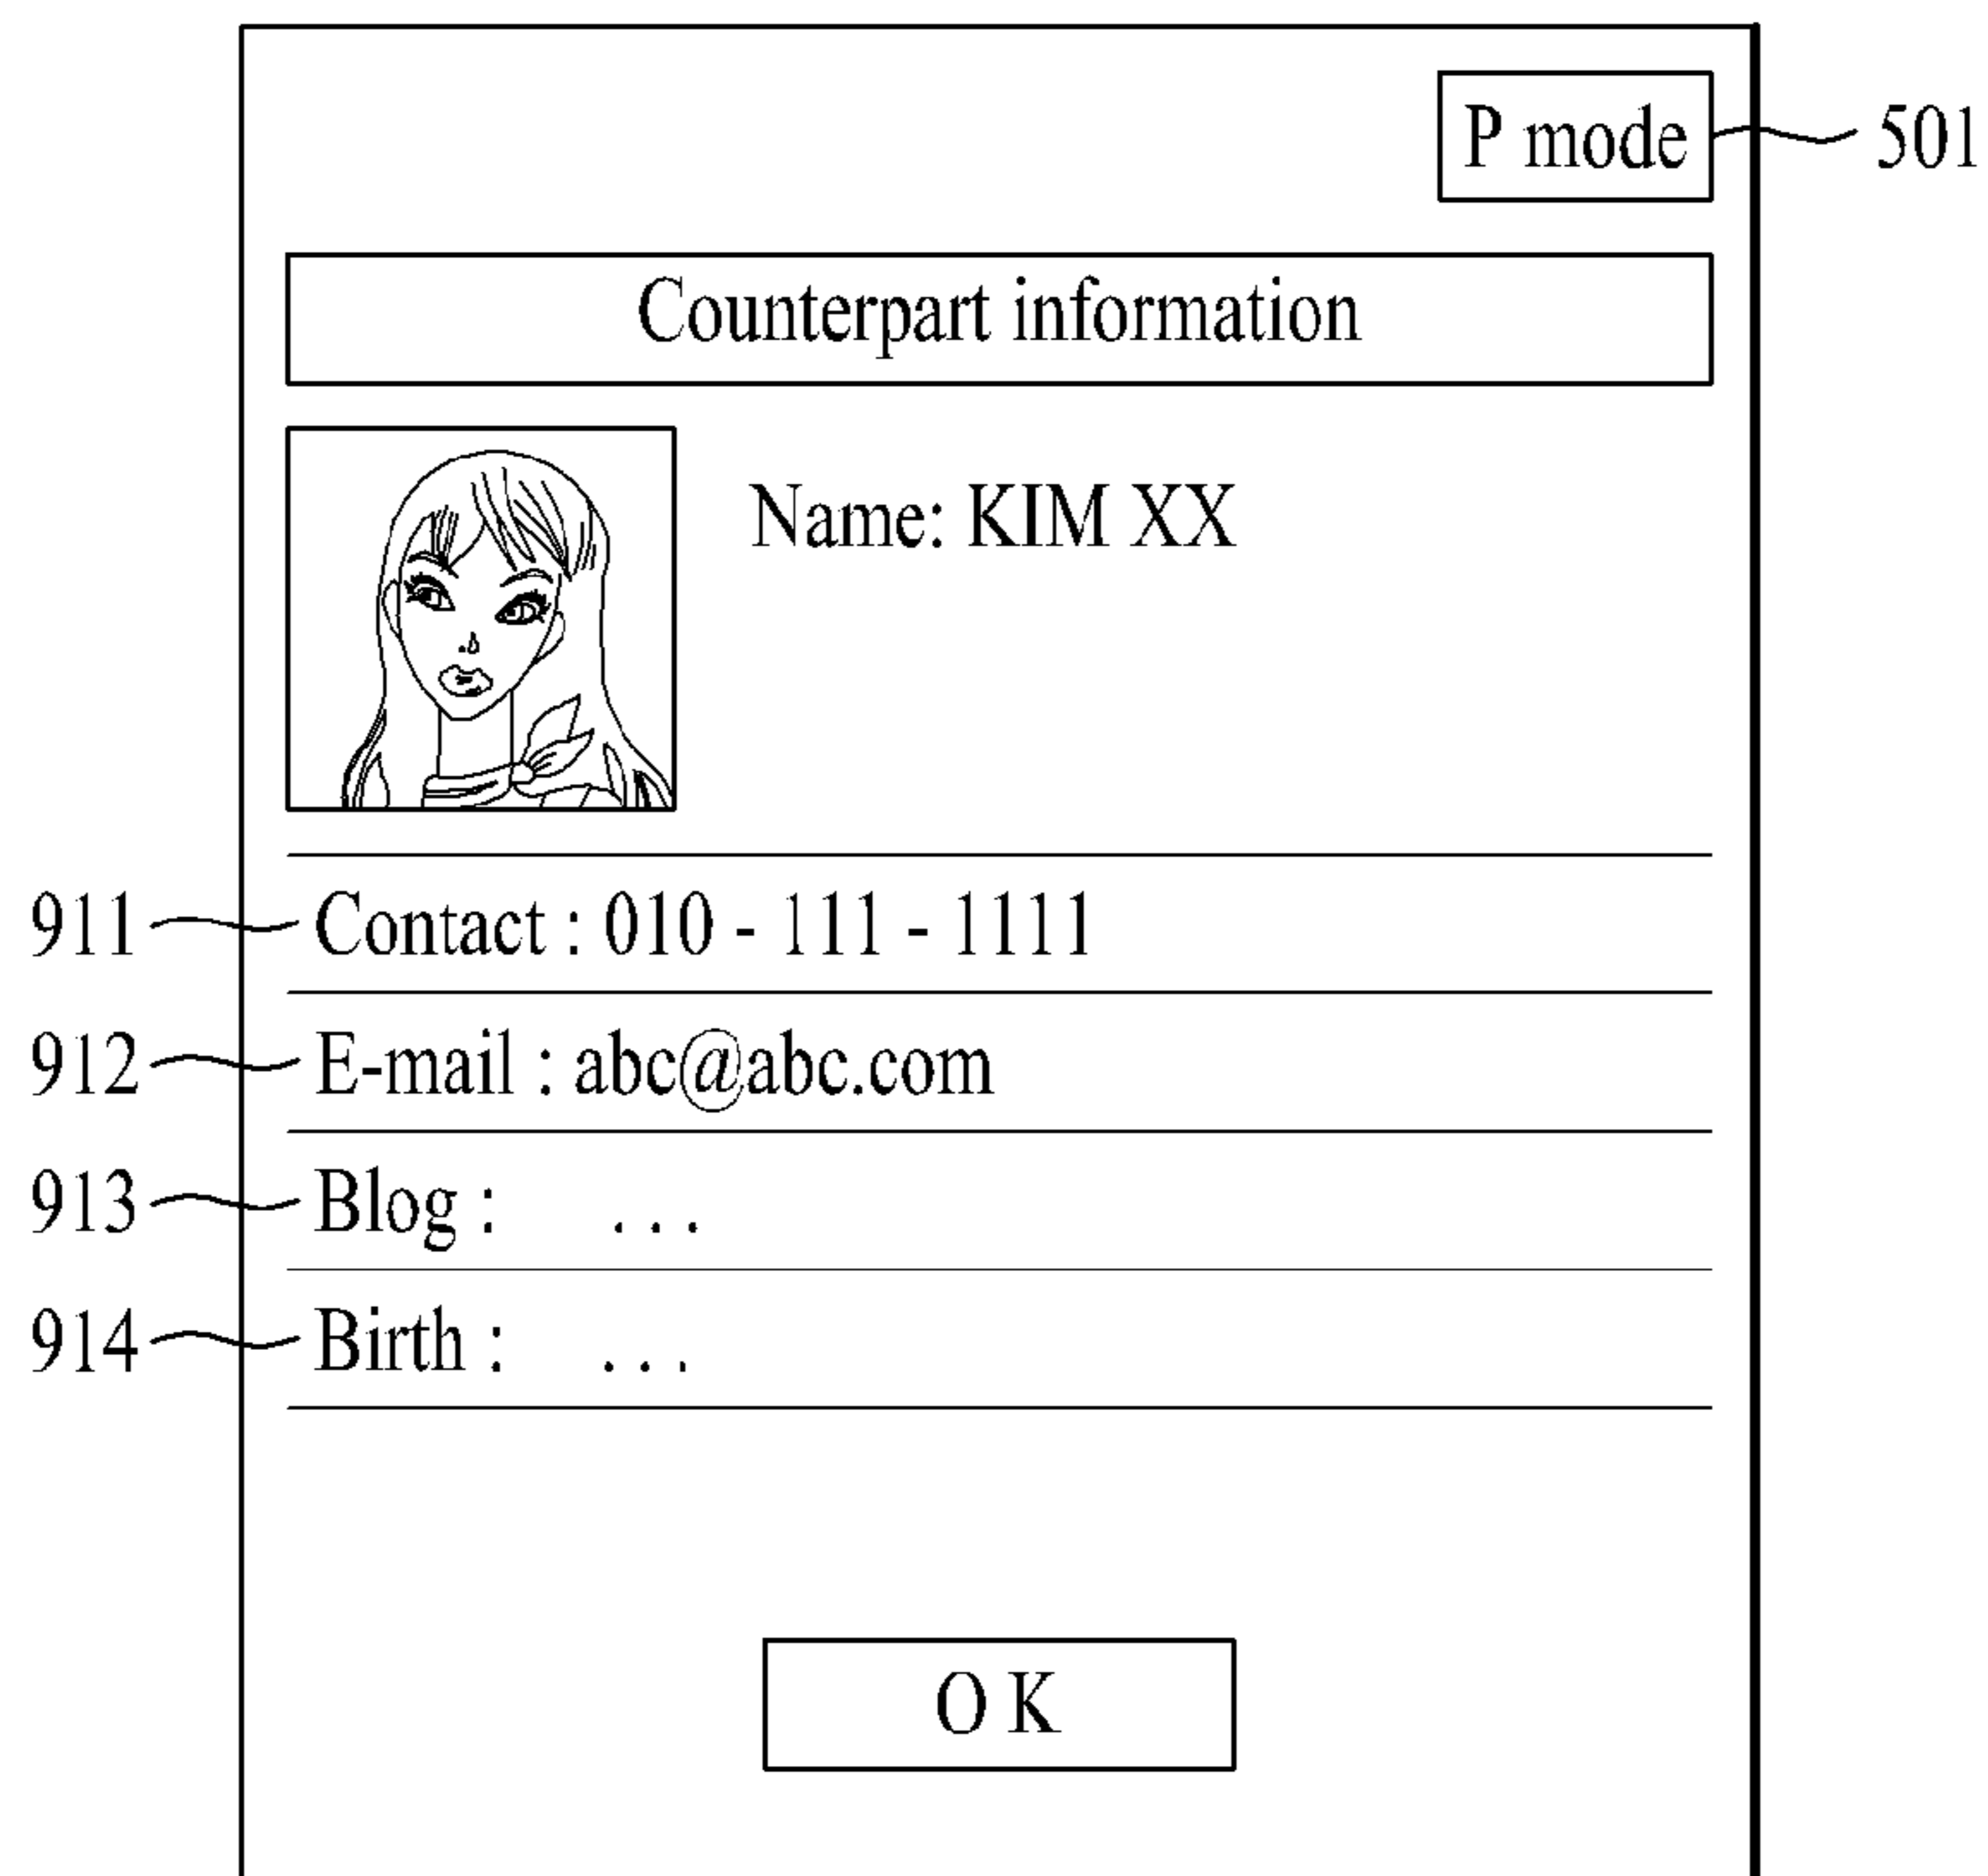 P mode 501
Counterpart information
Name: KIM XX
911 Contact : 010 - 111 - 1111
912 E-mail : abc@abc.com
913 Blog : ...
914 Birth : ...
O K